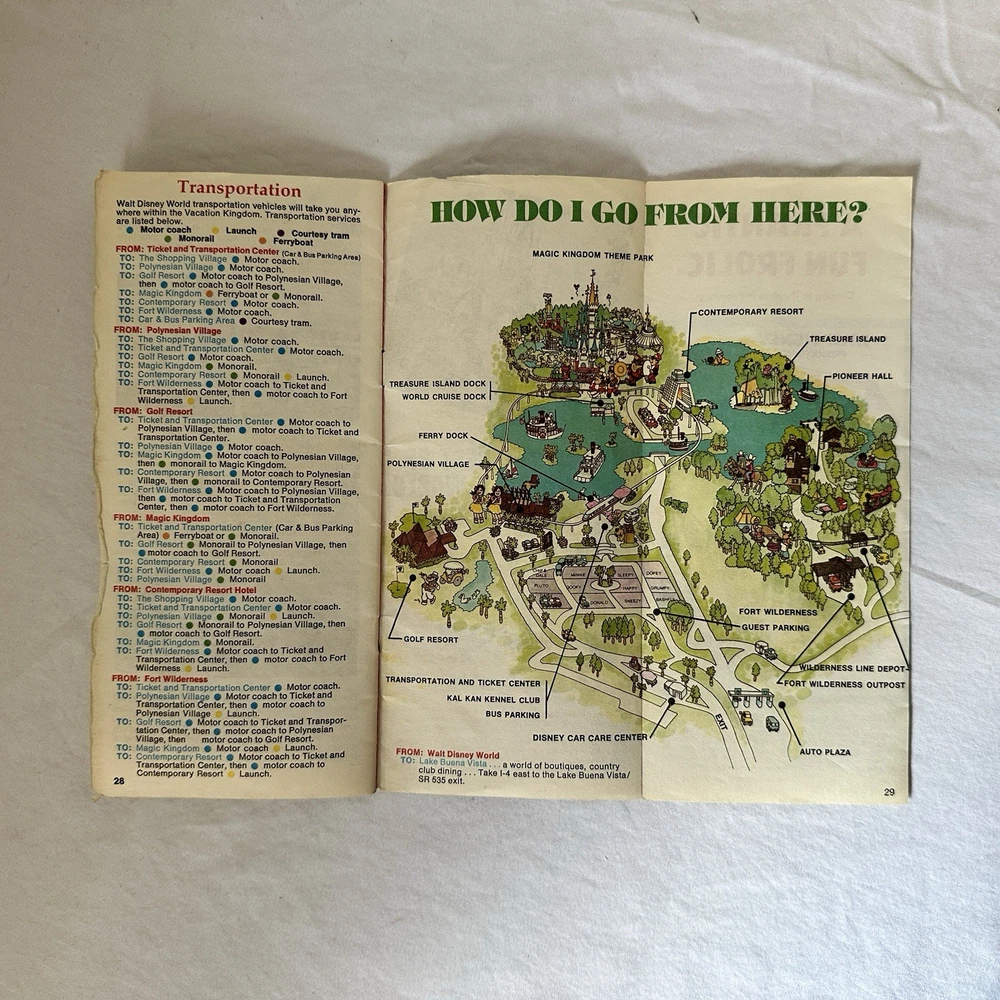 Transportation
Walt Disney World transportation vehicles will take you any-
where within the Vacation Kingdom. Transportation services
are listed below.
Motor coach Launch Courtesy tram
Monorail Ferryboat
FROM: Ticket and Transportation Center (Car & Bus Parking Area)
TO: The Shopping Village Motor coach.
TO: Polynesian Village Motor coach.
TO: Golf Resort Motor coach to Polynesian Village,
then motor coach to Golf Resort.
TO: Magic Kingdom Ferryboat or Monorail.
TO: Contemporary Resort Motor coach.
TO: Fort Wilderness Motor coach.
TO: Car & Bus Parking Area Courtesy tram.
FROM: Polynesian Village
TO: The Shopping Village Motor coach.
TO: Ticket and Transportation Center Motor coach.
TO: Golf Resort Motor coach.
TO: Magic Kingdom Monorail.
TO: Contemporary Resort Monorail Launch.
TO: Fort Wilderness Motor coach to Ticket and
Transportation Center, then motor coach to Fort
Wilderness Launch.
FROM: Golf Resort
TO: Ticket and Transportation Center Motor coach to
Polynesian Village, then motor coach to Ticket and
Transportation Center.
TO: Polynesian Village Motor coach.
TO: Magic Kingdom Motor coach to Polynesian Village,
then monorail to Magic Kingdom.
TO: Contemporary Resort Motor coach to Polynesian
Village, then monorail to Contemporary Resort.
TO: Fort Wilderness Motor coach to Polynesian Village,
then motor coach to Ticket and Transportation
Center, then motor coach to Fort Wilderness.
FROM: Magic Kingdom
TO: Ticket and Transportation Center (Car & Bus Parking
Area) Ferryboat or Monorail.
TO: Golf Resort Monorail to Polynesian Village, then
motor coach to Golf Resort.
TO: Contemporary Resort Monorail
TO: Fort Wilderness Motor coach Launch.
TO: Polynesian Village Monorail
FROM: Contemporary Resort Hotel
TO: The Shopping Village Motor coach.
TO: Ticket and Transportation Center Motor coach.
TO: Polynesian Village Monorail Launch.
TO: Golf Resort Monorail to Polynesian Village, then
motor coach to Golf Resort.
TO: Magic Kingdom Monorail.
TO: Fort Wilderness Motor coach to Ticket and
Transportation Center, then motor coach to Fort
Wilderness Launch.
FROM: Fort Wilderness
TO: Ticket and Transportation Center Motor coach.
TO: Polynesian Village Motor coach to Ticket and
Transportation Center, then motor coach to
Polynesian Village Launch.
TO: Golf Resort Motor coach to Ticket and Transpor-
tation Center, then motor coach to Polynesian
Village, then motor coach to Golf Resort.
TO: Magic Kingdom Motor coach Launch.
TO: Contemporary Resort Motor coach to Ticket and
Transportation Center, then motor coach to
Contemporary Resort Launch.
28
HOW DO I GO FROM HERE?
MAGIC KINGDOM THEME PARK
CONTEMPORARY RESORT
TREASURE ISLAND
PIONEER HALL
TREASURE ISLAND DOCK
WORLD CRUISE DOCK
FERRY DOCK
POLYNESIAN VILLAGE
DALE
MINNIE
SLEEPY
DOPEY
PLUTO
GOOFY
HAPPY
GRUMPY
DONALD
SNEEZY
BASHFUL
GOLF RESORT
FORT WILDERNESS
GUEST PARKING
WILDERNESS LINE DEPOT
FORT WILDERNESS OUTPOST
TRANSPORTATION AND TICKET CENTER
KAL KAN KENNEL CLUB
BUS PARKING
DISNEY CAR CARE CENTER
EXIT
AUTO PLAZA
FROM: Walt Disney World
TO: Lake Buena Vista . . . a world of boutiques, country
club dining . . . Take I-4 east to the Lake Buena Vista/
SR 535 exit.
29